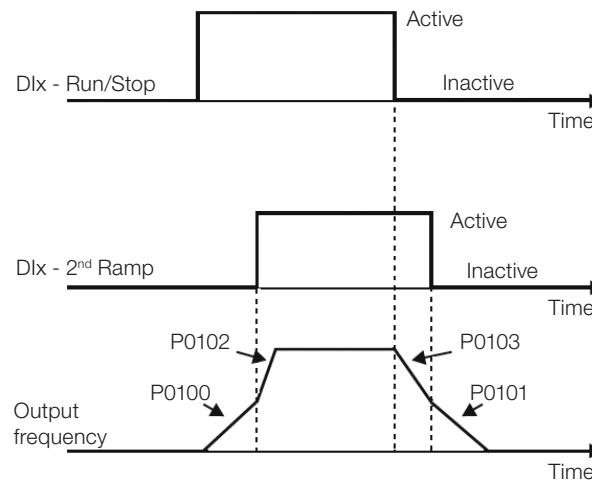 Active
DIx - Run/Stop
Inactive
Time
Active
DIx - 2nd Ramp
Inactive
Time
P0102
P0103
P0100
P0101
Output
frequency
Time